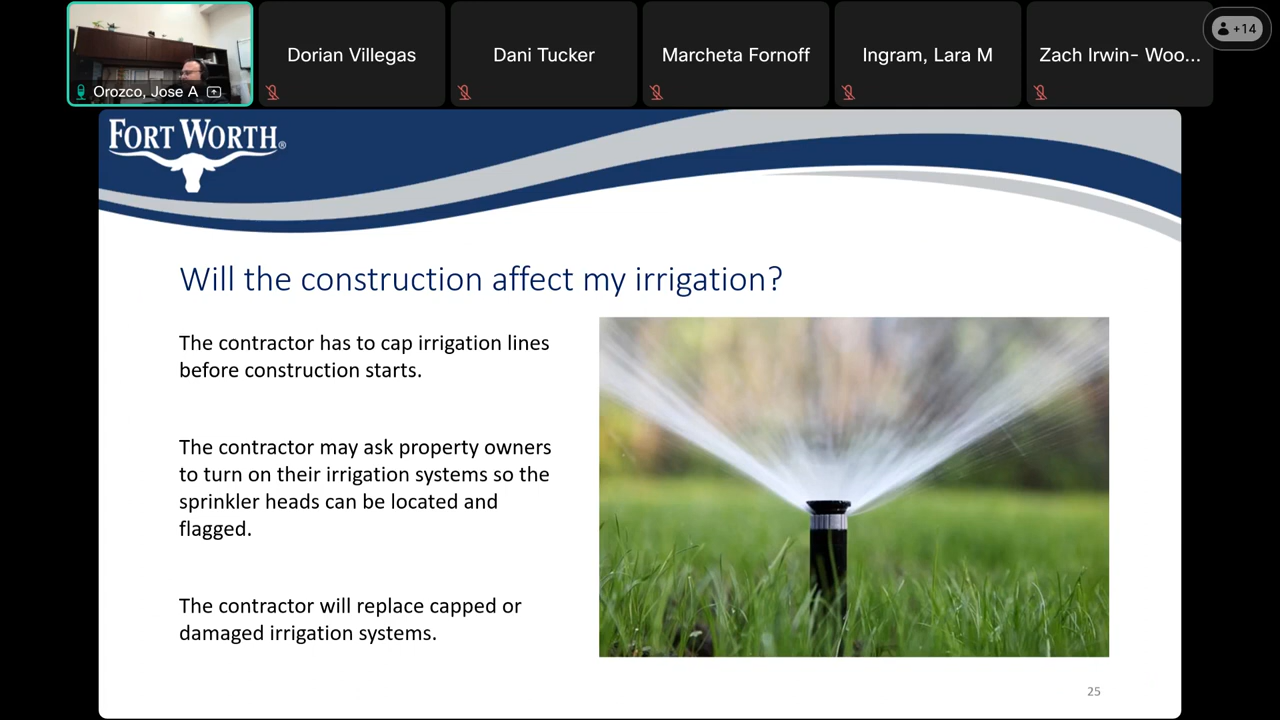 Orozco, Jose A
Dorian Villegas
Dani Tucker
Marcheta Fornoff
Ingram, Lara M
Zach Irwin- Woo...
+14
FORT WORTH®
Will the construction affect my irrigation?
The contractor has to cap irrigation lines
before construction starts.
The contractor may ask property owners
to turn on their irrigation systems so the
sprinkler heads can be located and
flagged.
The contractor will replace capped or
damaged irrigation systems.
25